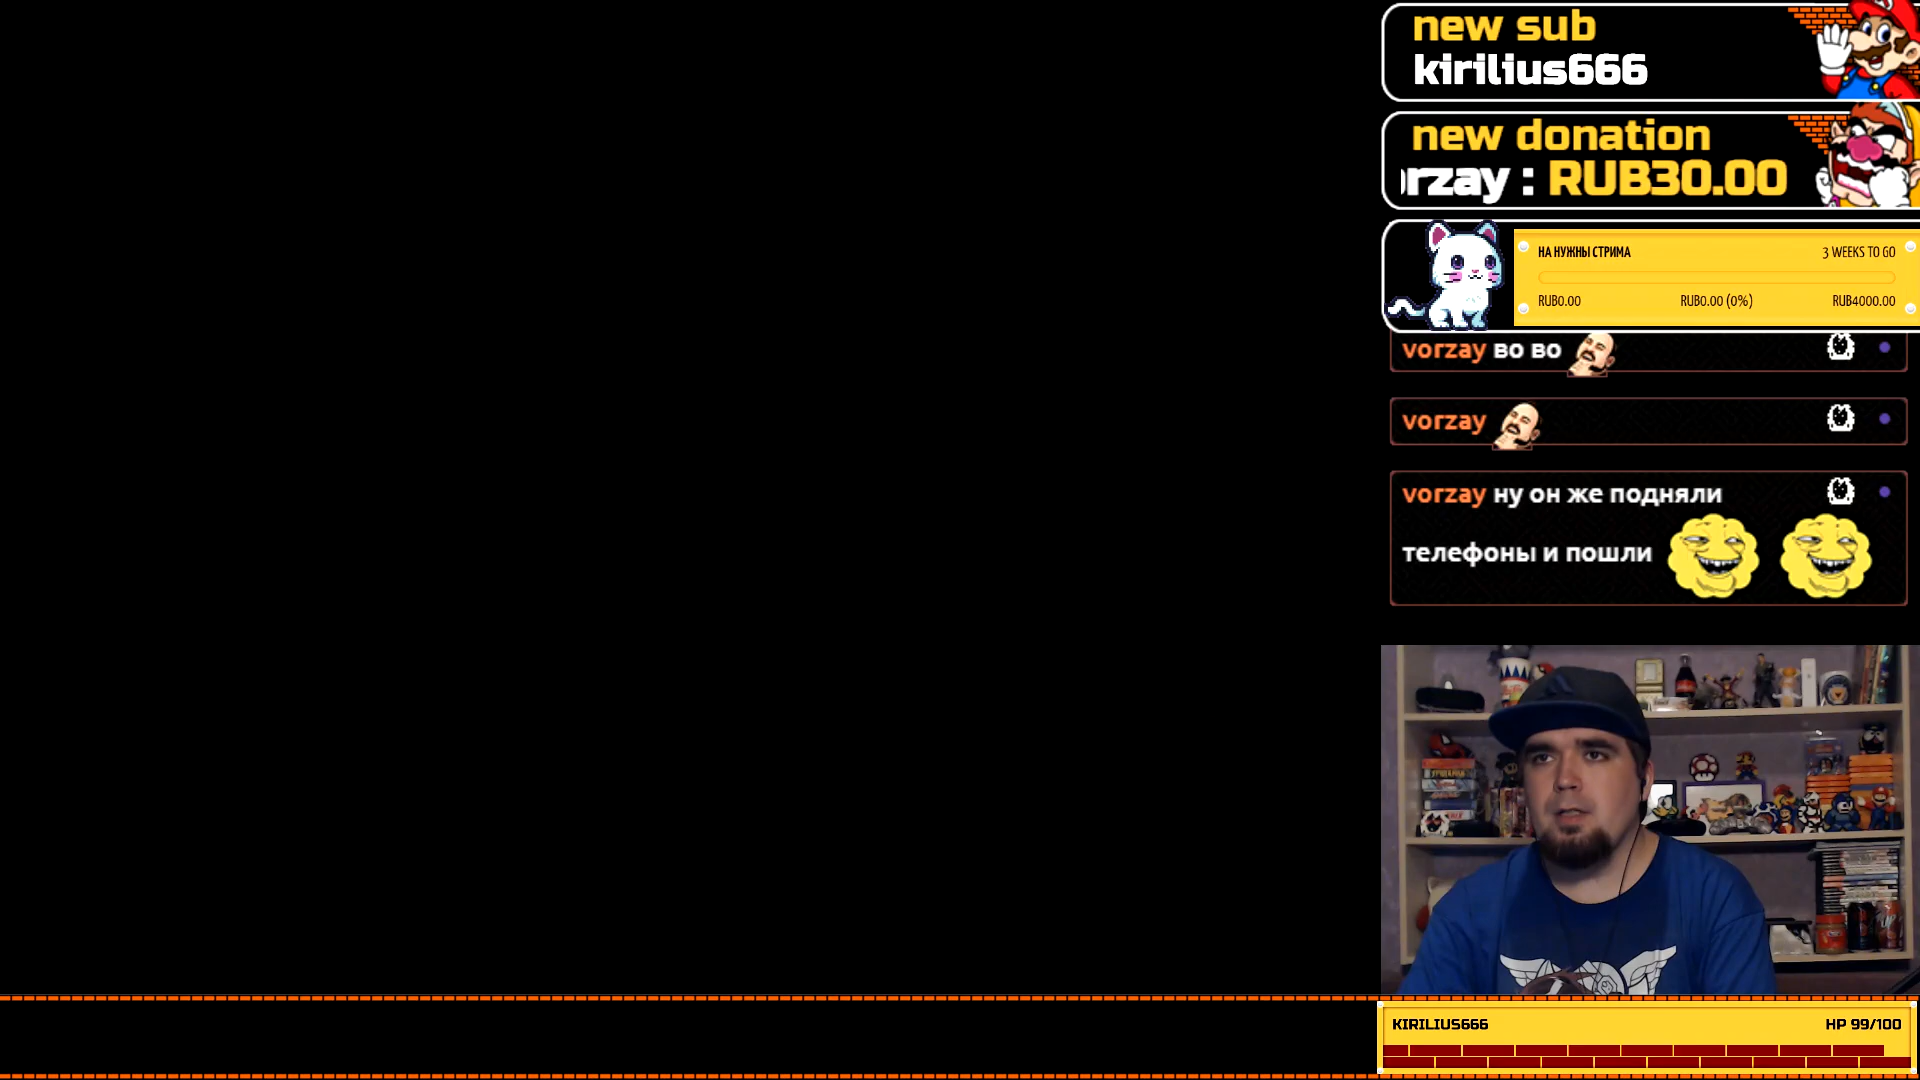 new sub
kirilius666
new donation
rzay : RUB30.00
НА НУЖНЫ СТРИМА
3 WEEKS TO GO
RUB0.00
RUB0.00 (0%)
RUB4000.00
vorzay во во
vorzay
vorzay ну он же подняли
телефоны и пошли
KIRILIUS666
HP 99/100